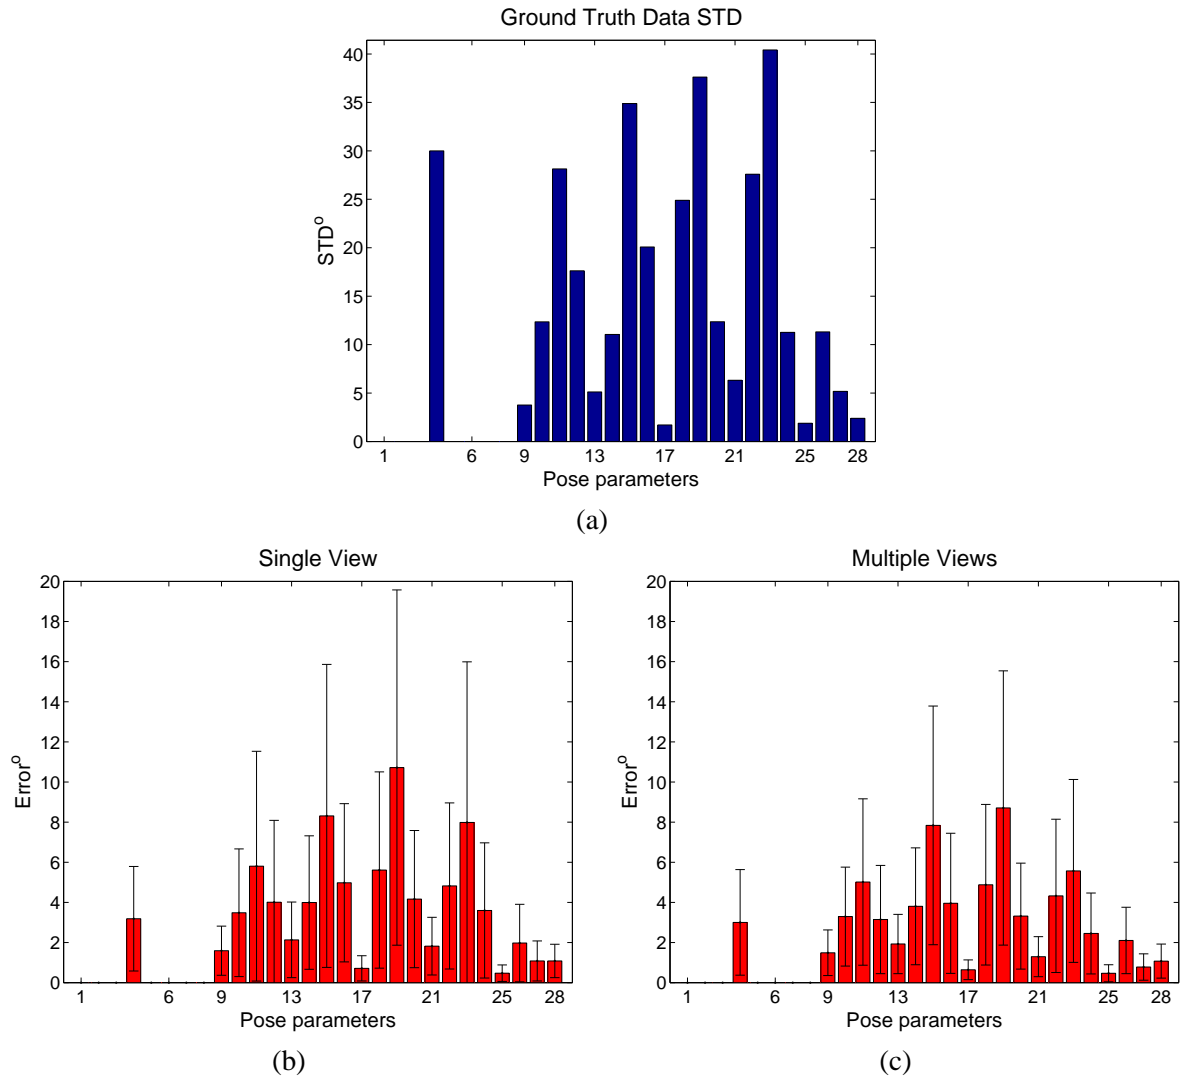 Ground Truth Data STD
40
35
30
25
20
15
10
5
0
STD°
1 6 9 13 17 21 25 28
Pose parameters
(a)
Single View
20
18
16
14
12
10
8
6
4
2
0
Error°
1 6 9 13 17 21 25 28
Pose parameters
(b)
Multiple Views
20
18
16
14
12
10
8
6
4
2
0
Error°
1 6 9 13 17 21 25 28
Pose parameters
(c)